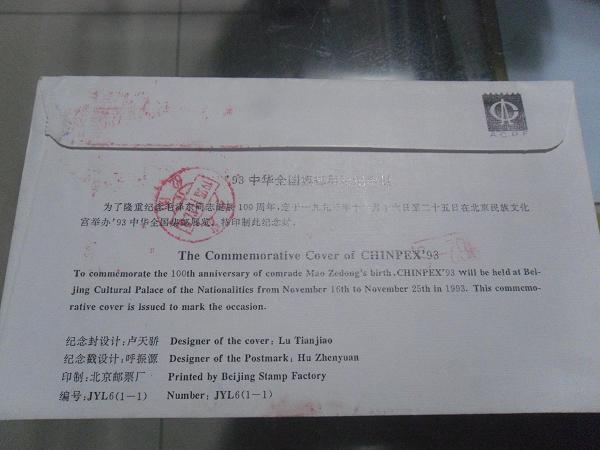 ACPF
'93 中华全国集邮展览纪念封
为了隆重纪念毛泽东同志诞辰 100 周年，定于一九九三年十一月十六日至二十五日在北京民族文化
宫举办'93 中华全国集邮展览，特印制此纪念封。
The Commemorative Cover of CHINPEX'93
To commemorate the 100th anniversary of comrade Mao Zedong's birth, CHINPEX'93 will be held at Bei-
jing Cultural Palace of the Nationalities from November 16th to November 25th in 1993. This commemo-
rative cover is issued to mark the occasion.
纪念封设计：卢天骄 Designer of the cover: Lu Tianjiao
纪念戳设计：呼振源 Designer of the Postmark: Hu Zhenyuan
印制：北京邮票厂 Printed by Beijing Stamp Factory
编号：JYL6(1-1) Number: JYL6(1-1)